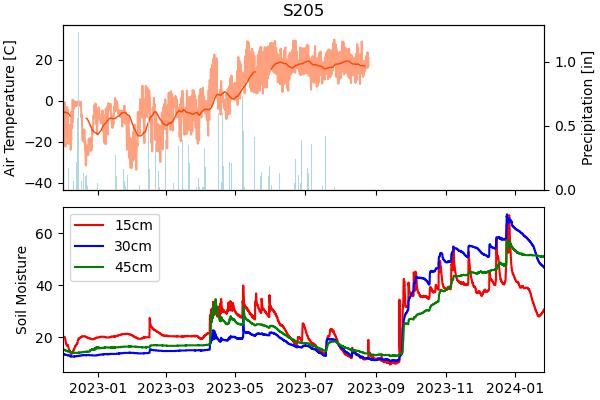 S205
Air Temperature [C]
20
0
−20
−40
1.0
0.5
0.0
Precipitation [in]
Soil Moisture
60
40
20
15cm
30cm
45cm
2023-01 2023-03 2023-05 2023-07 2023-09 2023-11 2024-01